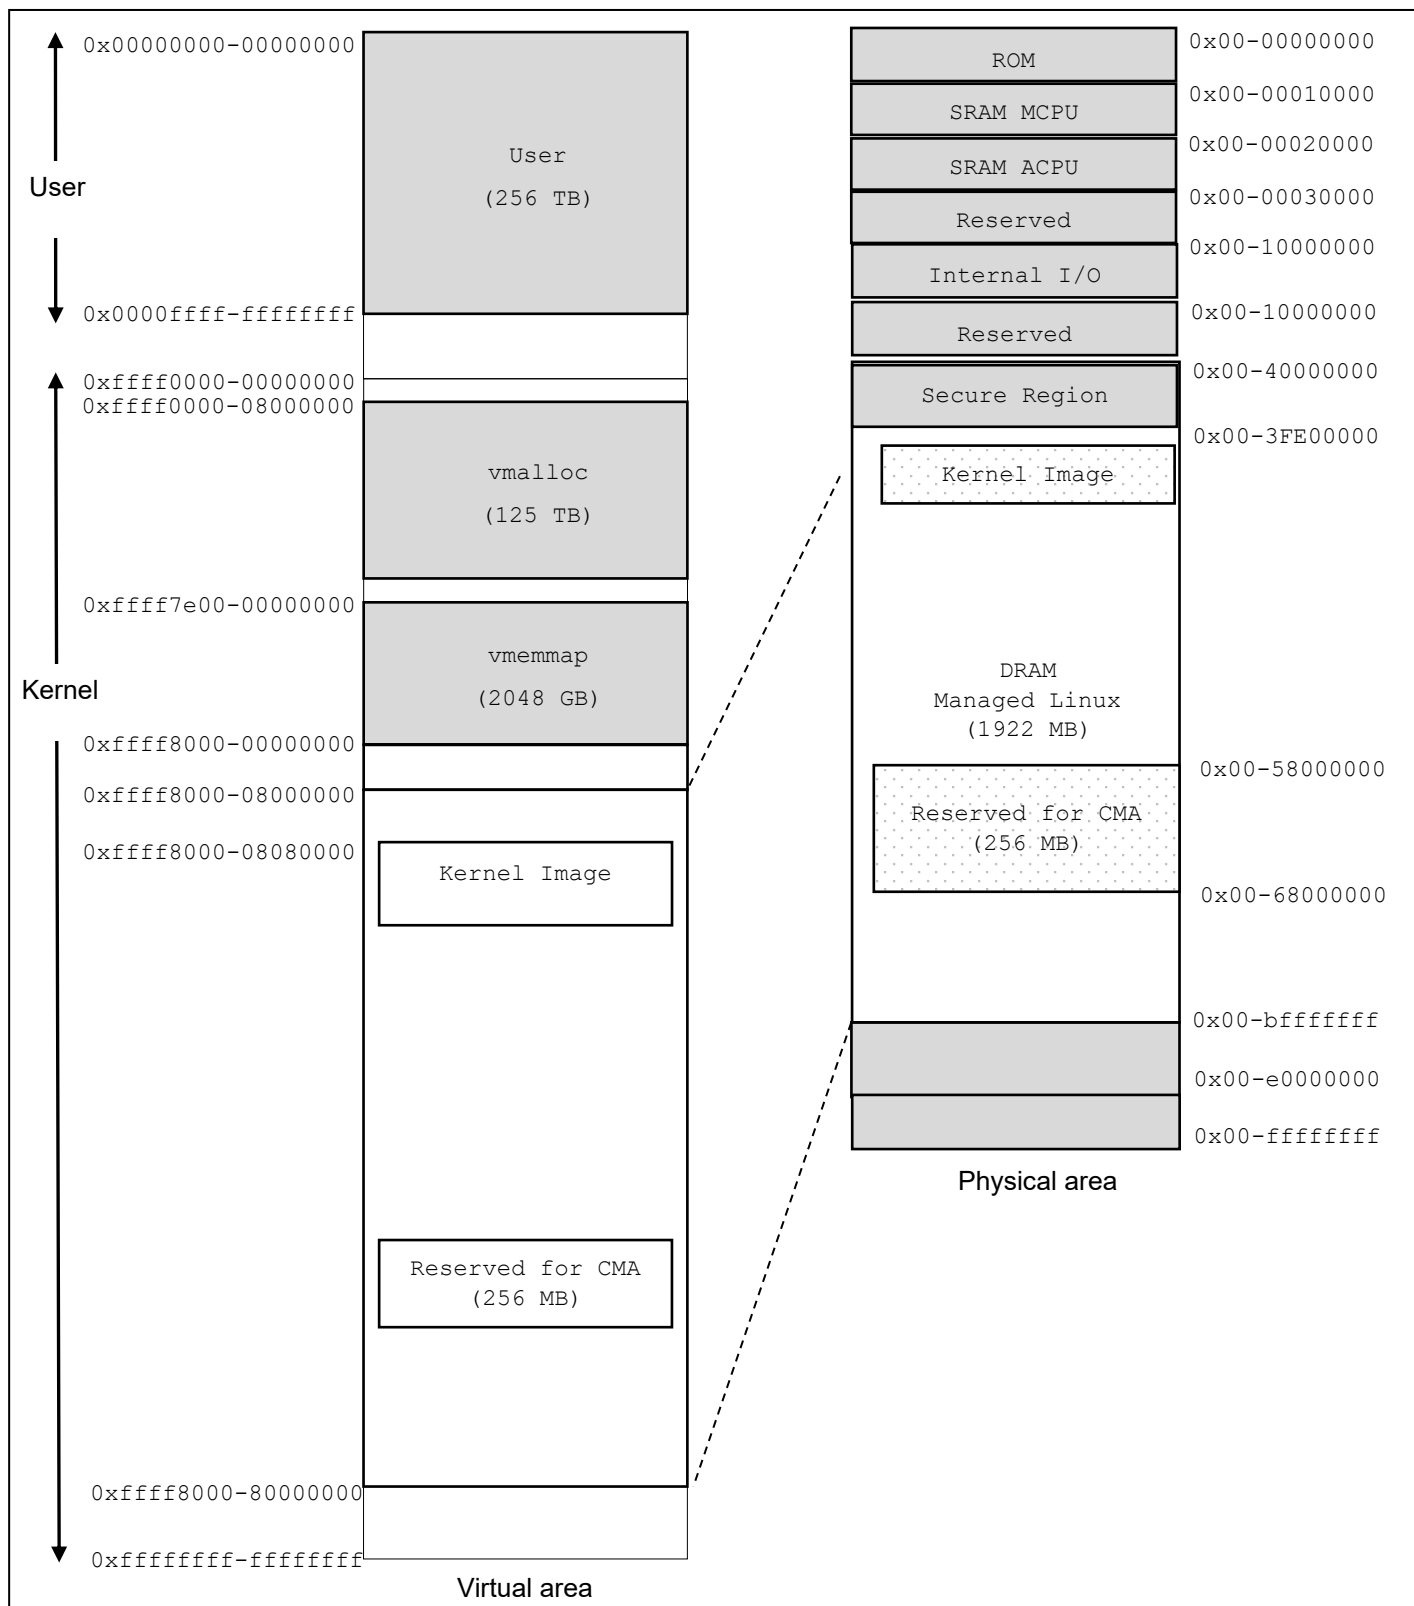 0x00000000-00000000
User
(256 TB)
User
0x0000ffff-ffffffff
0xffff0000-00000000
0xffff0000-08000000
vmalloc
(125 TB)
0xffff7e00-00000000
vmemmap
(2048 GB)
Kernel
0xffff8000-00000000
0xffff8000-08000000
0xffff8000-08080000
Kernel Image
Reserved for CMA
(256 MB)
0xffff8000-80000000
0xffffffff-ffffffff
Virtual area
0x00-00000000
ROM
0x00-00010000
SRAM MCPU
0x00-00020000
SRAM ACPU
0x00-00030000
Reserved
0x00-10000000
Internal I/O
0x00-10000000
Reserved
0x00-40000000
Secure Region
0x00-3FE00000
Kernel Image
DRAM
Managed Linux
(1922 MB)
0x00-58000000
Reserved for CMA
(256 MB)
0x00-68000000
0x00-bfffffff
0x00-e0000000
0x00-ffffffff
Physical area